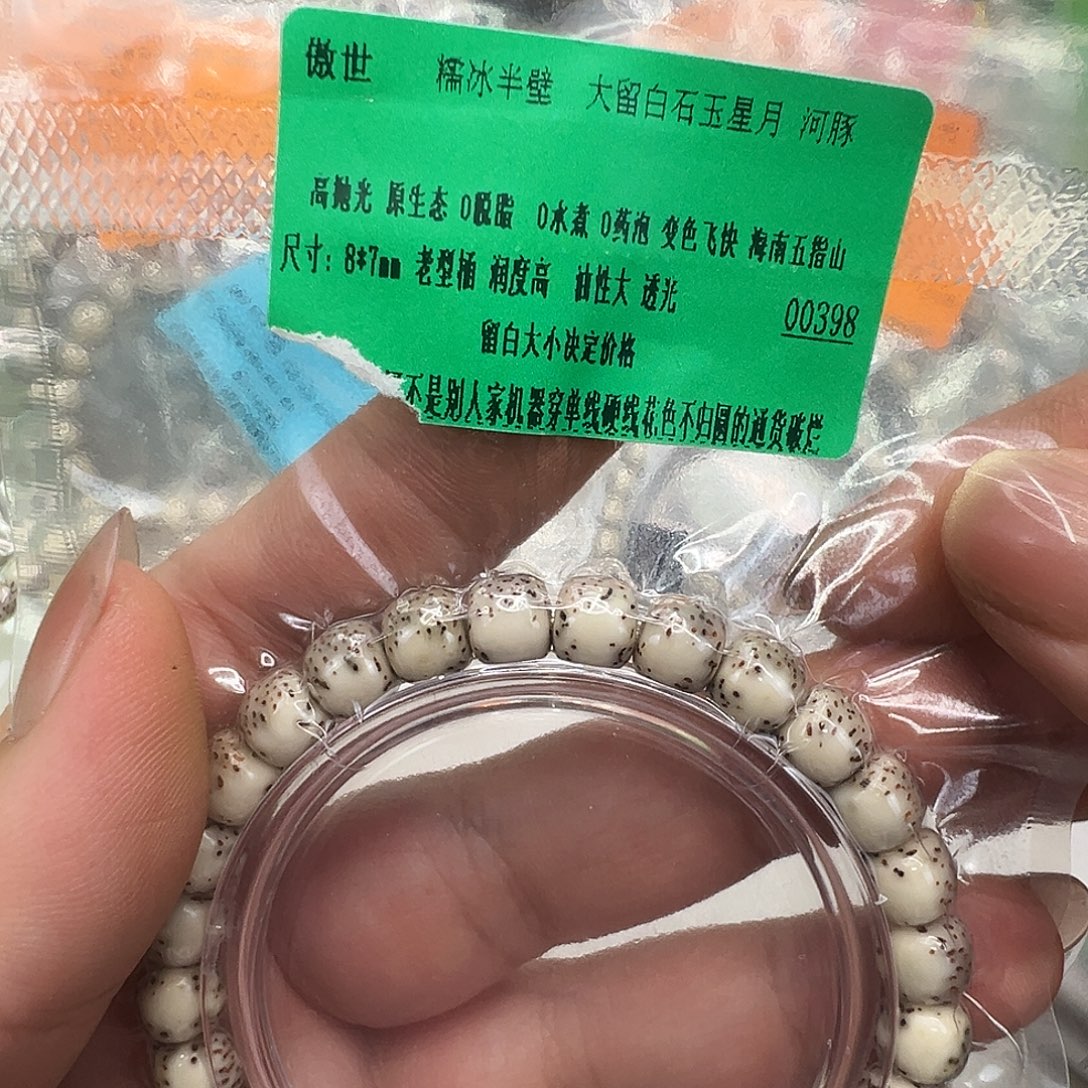 傲世 糯冰半壁 大留白石玉星月 河豚
高抛光 原生态 0脱脂 0水煮 0药泡 变色飞快 海南五指山
尺寸：8*7mm 老型桶 润度高 油性大 透光
00398
留白大小决定价格
不是别人家机器穿单线硬线花色不归圆的通货破烂